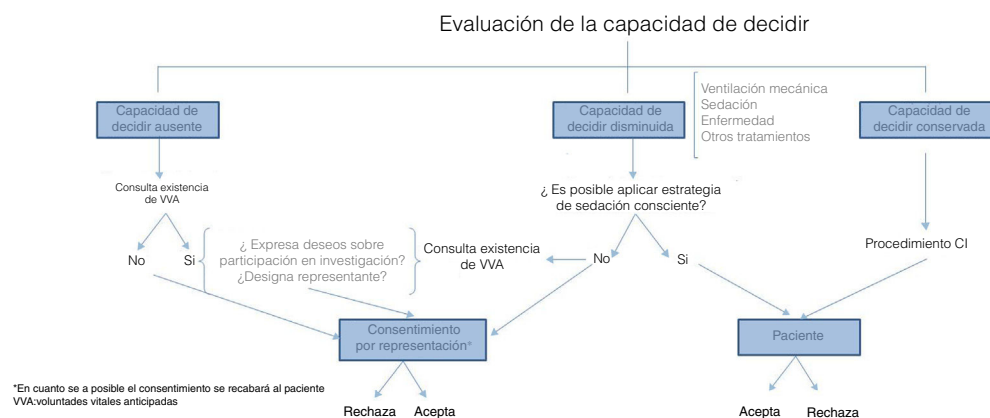 Evaluación de la capacidad de decidir
Capacidad de
decidir ausente
Capacidad de
decidir disminuida
Ventilación mecánica
Sedación
Enfermedad
Otros tratamientos
Capacidad de
decidir conservada
Consulta existencia
de VVA
¿ Es posible aplicar estrategia
de sedación consciente?
Procedimiento CI
No
Si
¿ Expresa deseos sobre
participación en investigación?
¿Designa representante?
Consulta existencia
de VVA
No
Si
Consentimiento
por representación*
Paciente
*En cuanto se a posible el consentimiento se recabará al paciente
VVA:voluntades vitales anticipadas
Rechaza
Acepta
Acepta
Rechaza